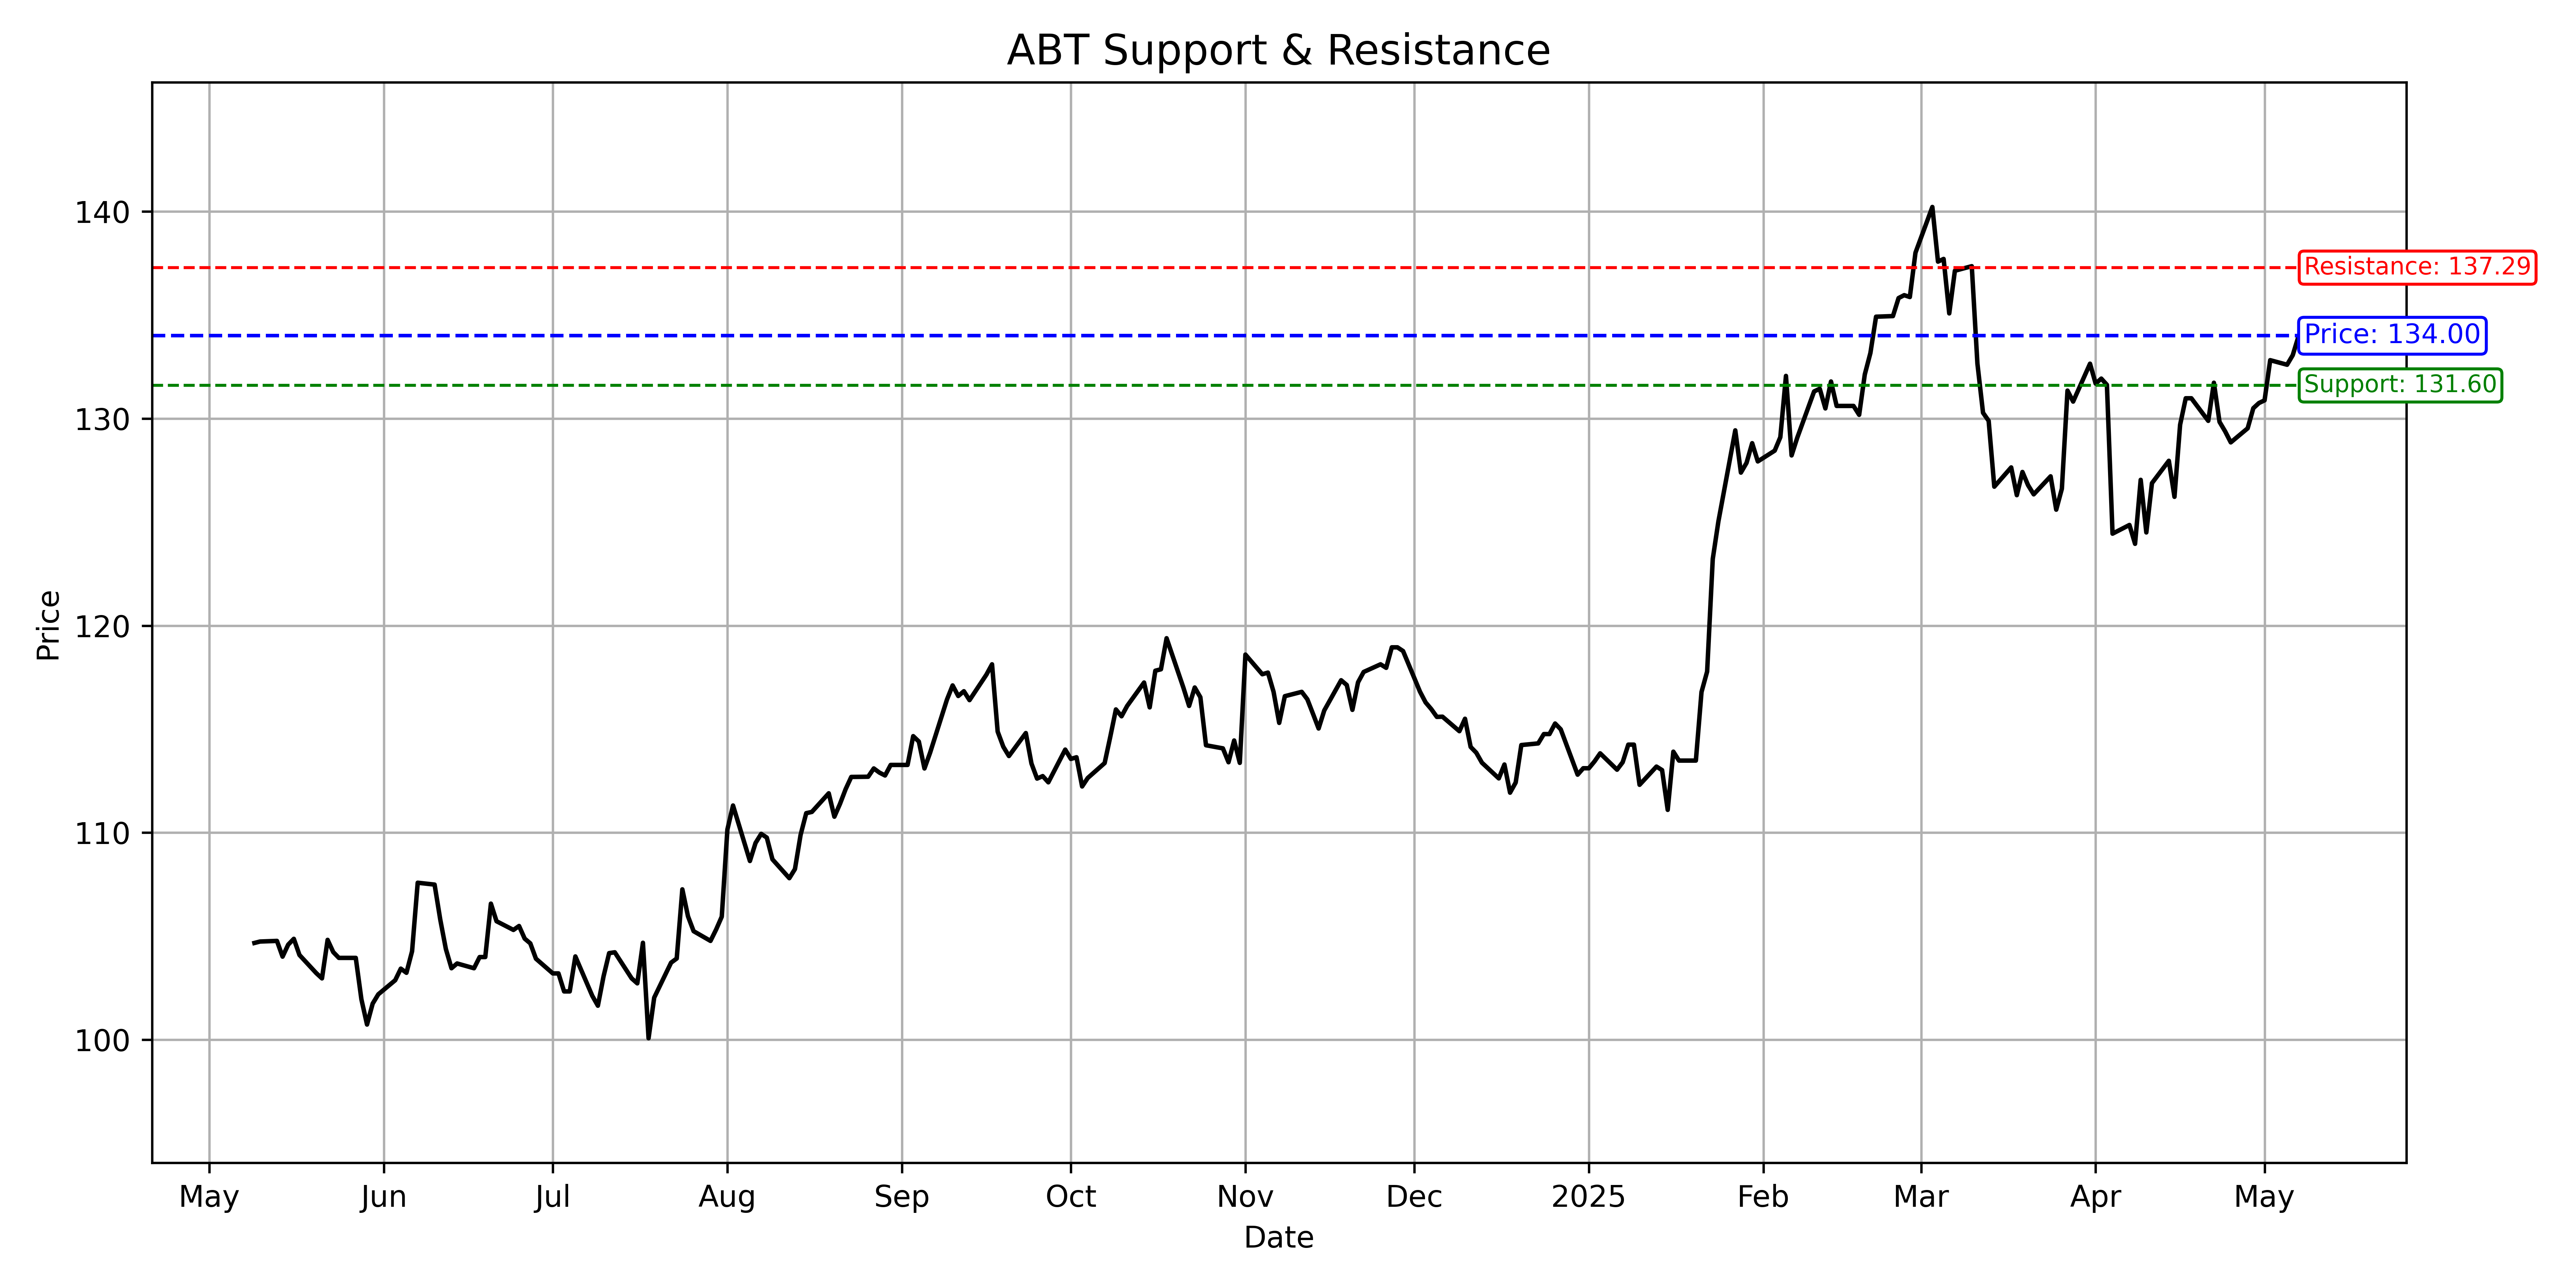 ABT Support & Resistance
140
130
120
110
100
Price
Resistance: 137.29
Price: 134.00
Support: 131.60
May Jun Jul Aug Sep Oct Nov Dec 2025 Feb Mar Apr May
Date